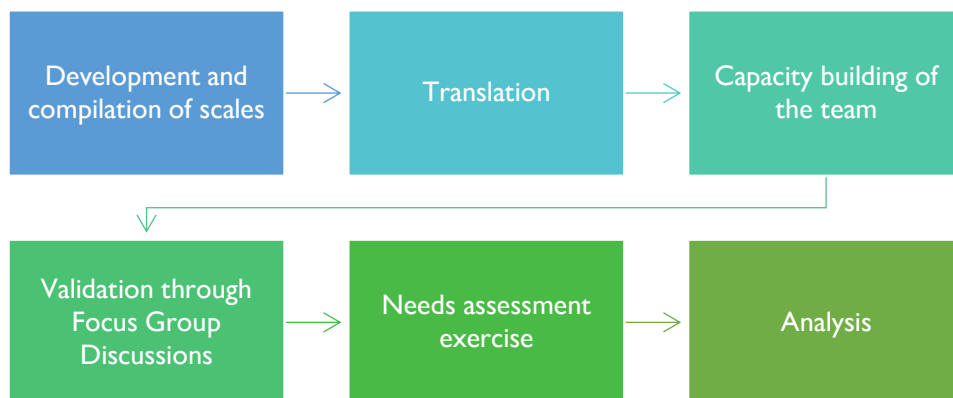 Development and
compilation of scales
Translation
Capacity building of
the team
Validation through
Focus Group
Discussions
Needs assessment
exercise
Analysis